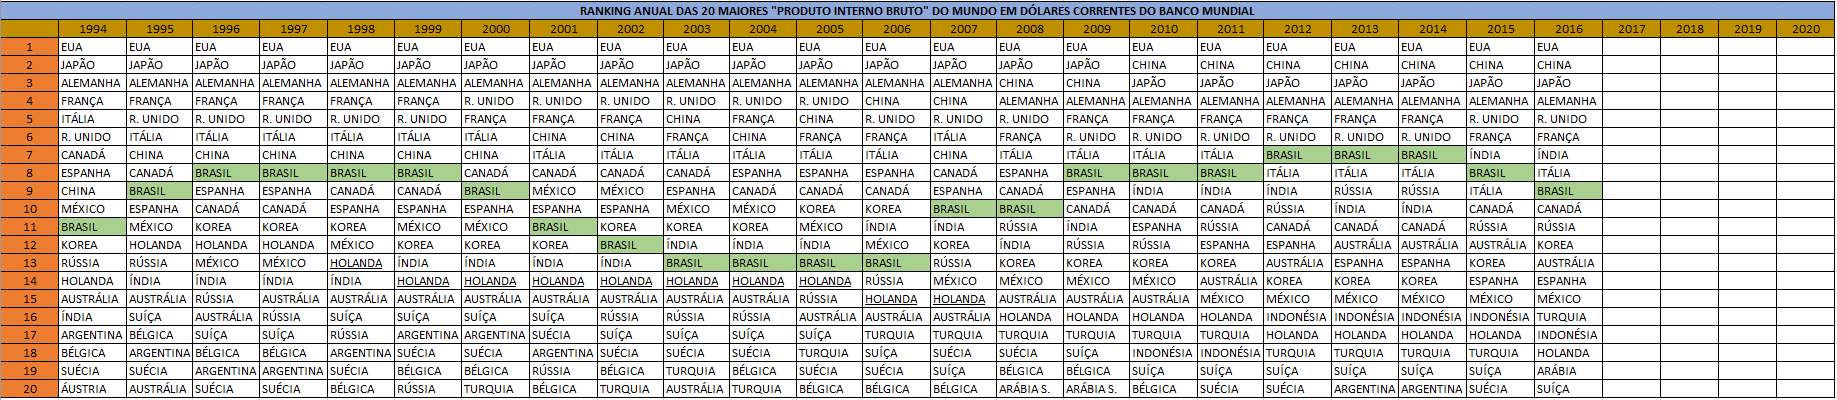 RANKING ANUAL DAS 20 MAIORES "PRODUTO INTERNO BRUTO" DO MUNDO EM DÓLARES CORRENTES DO BANCO MUNDIAL
1994 1995 1996 1997 1998 1999 2000 2001 2002 2003 2004 2005 2006 2007 2008 2009 2010 2011 2012 2013 2014 2015 2016 2017 2018 2019 2020
1 EUA EUA EUA EUA EUA EUA EUA EUA EUA EUA EUA EUA EUA EUA EUA EUA EUA EUA EUA EUA EUA EUA EUA
2 JAPÃO JAPÃO JAPÃO JAPÃO JAPÃO JAPÃO JAPÃO JAPÃO JAPÃO JAPÃO JAPÃO JAPÃO JAPÃO JAPÃO JAPÃO JAPÃO CHINA CHINA CHINA CHINA CHINA CHINA CHINA
3 ALEMANHA ALEMANHA ALEMANHA ALEMANHA ALEMANHA ALEMANHA ALEMANHA ALEMANHA ALEMANHA ALEMANHA ALEMANHA ALEMANHA ALEMANHA ALEMANHA CHINA CHINA JAPÃO JAPÃO JAPÃO JAPÃO JAPÃO JAPÃO JAPÃO
4 FRANÇA FRANÇA FRANÇA FRANÇA FRANÇA FRANÇA R. UNIDO R. UNIDO R. UNIDO R. UNIDO R. UNIDO R. UNIDO CHINA CHINA ALEMANHA ALEMANHA ALEMANHA ALEMANHA ALEMANHA ALEMANHA ALEMANHA ALEMANHA ALEMANHA
5 ITÁLIA R. UNIDO R. UNIDO R. UNIDO R. UNIDO R. UNIDO FRANÇA FRANÇA FRANÇA CHINA FRANÇA CHINA R. UNIDO R. UNIDO R. UNIDO FRANÇA FRANÇA FRANÇA FRANÇA FRANÇA FRANÇA R. UNIDO R. UNIDO
6 R. UNIDO ITÁLIA ITÁLIA ITÁLIA ITÁLIA ITÁLIA ITÁLIA CHINA CHINA FRANÇA CHINA FRANÇA FRANÇA ITÁLIA FRANÇA R. UNIDO R. UNIDO R. UNIDO R. UNIDO R. UNIDO R. UNIDO FRANÇA FRANÇA
7 CANADÁ CHINA CHINA CHINA CHINA CHINA CHINA ITÁLIA ITÁLIA ITÁLIA ITÁLIA ITÁLIA ITÁLIA CHINA ITÁLIA ITÁLIA ITÁLIA ITÁLIA BRASIL BRASIL BRASIL ÍNDIA ÍNDIA
8 ESPANHA CANADÁ BRASIL BRASIL BRASIL BRASIL CANADÁ CANADÁ CANADÁ CANADÁ ESPANHA ESPANHA ESPANHA CANADÁ ESPANHA BRASIL BRASIL BRASIL ITÁLIA ITÁLIA ITÁLIA BRASIL ITÁLIA
9 CHINA BRASIL ESPANHA ESPANHA CANADÁ CANADÁ BRASIL MÉXICO MÉXICO ESPANHA CANADÁ CANADÁ CANADÁ ESPANHA CANADÁ ESPANHA ÍNDIA ÍNDIA ÍNDIA RÚSSIA RÚSSIA ITÁLIA BRASIL
10 MÉXICO ESPANHA CANADÁ CANADÁ ESPANHA ESPANHA ESPANHA ESPANHA ESPANHA MÉXICO MÉXICO KOREA KOREA BRASIL BRASIL CANADÁ CANADÁ CANADÁ RÚSSIA ÍNDIA ÍNDIA CANADÁ CANADÁ
11 BRASIL MÉXICO KOREA KOREA KOREA MÉXICO MÉXICO BRASIL KOREA KOREA KOREA MÉXICO ÍNDIA ÍNDIA RÚSSIA ÍNDIA ESPANHA RÚSSIA CANADÁ CANADÁ CANADÁ RÚSSIA RÚSSIA
12 KOREA HOLANDA HOLANDA HOLANDA MÉXICO KOREA KOREA KOREA BRASIL ÍNDIA ÍNDIA ÍNDIA MÉXICO KOREA ÍNDIA RÚSSIA RÚSSIA ESPANHA ESPANHA AUSTRÁLIA AUSTRÁLIA AUSTRÁLIA KOREA
13 RÚSSIA RÚSSIA MÉXICO MÉXICO HOLANDA ÍNDIA ÍNDIA ÍNDIA ÍNDIA BRASIL BRASIL BRASIL BRASIL RÚSSIA KOREA KOREA KOREA KOREA AUSTRÁLIA ESPANHA ESPANHA KOREA AUSTRÁLIA
14 HOLANDA ÍNDIA ÍNDIA ÍNDIA ÍNDIA HOLANDA HOLANDA HOLANDA HOLANDA HOLANDA HOLANDA HOLANDA RÚSSIA MÉXICO MÉXICO MÉXICO MÉXICO AUSTRÁLIA KOREA KOREA KOREA ESPANHA ESPANHA
15 AUSTRÁLIA AUSTRÁLIA RÚSSIA AUSTRÁLIA AUSTRÁLIA AUSTRÁLIA AUSTRÁLIA AUSTRÁLIA AUSTRÁLIA AUSTRÁLIA AUSTRÁLIA RÚSSIA HOLANDA HOLANDA AUSTRÁLIA AUSTRÁLIA AUSTRÁLIA MÉXICO MÉXICO MÉXICO MÉXICO MÉXICO MÉXICO
16 ÍNDIA SUÍÇA AUSTRÁLIA RÚSSIA SUÍÇA SUÍÇA SUÍÇA SUÍÇA RÚSSIA RÚSSIA RÚSSIA AUSTRÁLIA AUSTRÁLIA AUSTRÁLIA HOLANDA HOLANDA HOLANDA HOLANDA INDONÉSIA INDONÉSIA INDONÉSIA INDONÉSIA TURQUIA
17 ARGENTINA BÉLGICA SUÍÇA SUÍÇA RÚSSIA ARGENTINA ARGENTINA SUÉCIA SUÍÇA SUÍÇA SUÍÇA SUÍÇA TURQUIA TURQUIA TURQUIA TURQUIA TURQUIA TURQUIA HOLANDA HOLANDA HOLANDA HOLANDA INDONÉSIA
18 BÉLGICA ARGENTINA BÉLGICA BÉLGICA ARGENTINA SUÉCIA SUÉCIA ARGENTINA SUÉCIA SUÉCIA SUÉCIA TURQUIA SUÍÇA SUÉCIA SUÉCIA SUÍÇA INDONÉSIA INDONÉSIA TURQUIA TURQUIA TURQUIA TURQUIA HOLANDA
19 SUÉCIA SUÉCIA ARGENTINA ARGENTINA SUÉCIA BÉLGICA BÉLGICA RÚSSIA BÉLGICA TURQUIA BÉLGICA SUÉCIA SUÉCIA SUÍÇA BÉLGICA BÉLGICA SUÍÇA SUÍÇA SUÍÇA SUÍÇA SUÍÇA SUÍÇA ARÁBIA
20 ÁUSTRIA AUSTRÁLIA SUÉCIA SUÉCIA BÉLGICA RÚSSIA TURQUIA BÉLGICA TURQUIA AUSTRÁLIA TURQUIA BÉLGICA BÉLGICA BÉLGICA ARÁBIA S. ARÁBIA S. BÉLGICA SUÉCIA SUÉCIA ARGENTINA ARGENTINA SUÉCIA SUÍÇA